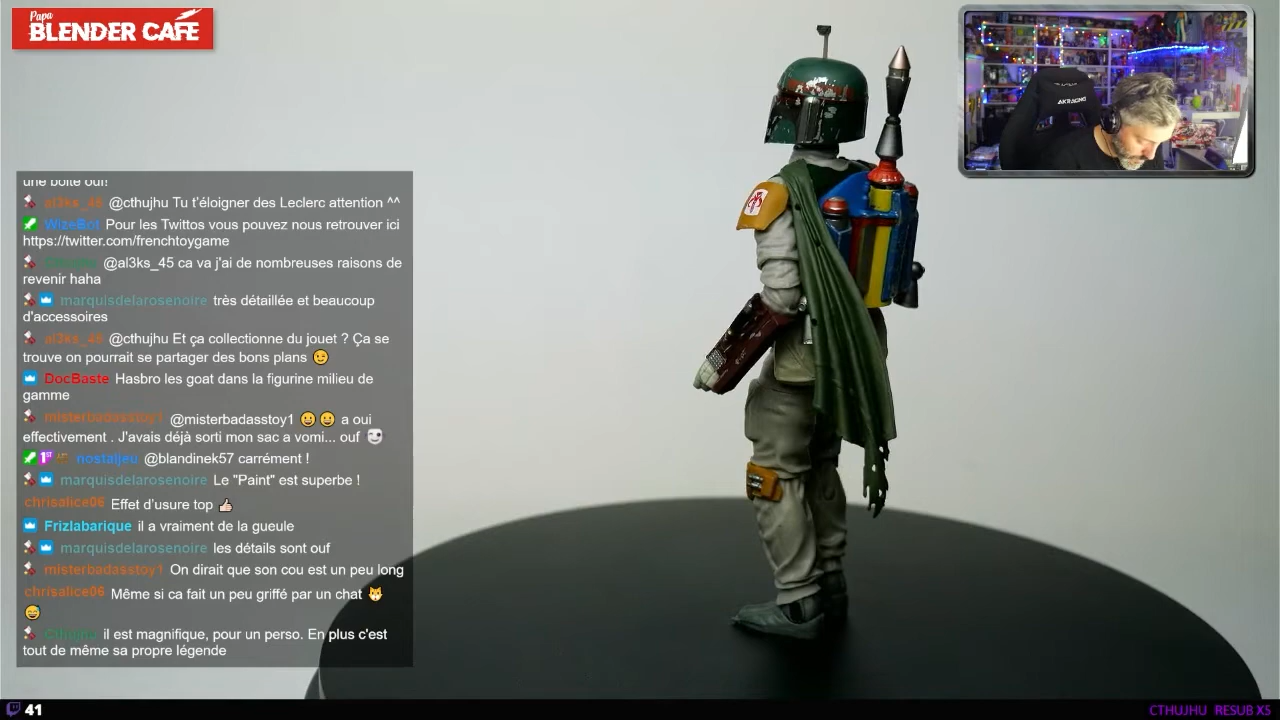 Papa
BLENDER CAFÉ
AKRACING
une boîte ouf!
al3ks_45 @cthujhu Tu t'éloigner des Leclerc attention ^^
WizeBot Pour les Twittos vous pouvez nous retrouver ici
https://twitter.com/frenchtoygame
Cthujhu @al3ks_45 ca va j'ai de nombreuses raisons de
revenir haha
marquisdelarosenoire très détaillée et beaucoup
d'accessoires
al3ks_45 @cthujhu Et ça collectionne du jouet ? Ça se
trouve on pourrait se partager des bons plans 😉
DocBaste Hasbro les goat dans la figurine milieu de
gamme
misterbadasstoy1 @misterbadasstoy1 😀 😀 a oui
effectivement . J'avais déjà sorti mon sac a vomi... ouf
1ST nostaljeu @blandinek57 carrément !
marquisdelarosenoire Le "Paint" est superbe !
chrisalice06 Effet d'usure top 👍🏻
Frizlabarique il a vraiment de la gueule
marquisdelarosenoire les détails sont ouf
misterbadasstoy1 On dirait que son cou est un peu long
chrisalice06 Même si ca fait un peu griffé par un chat 🐱
😅
Cthujhu il est magnifique, pour un perso. En plus c'est
tout de même sa propre légende
41
CTHUJHU RESUB X5